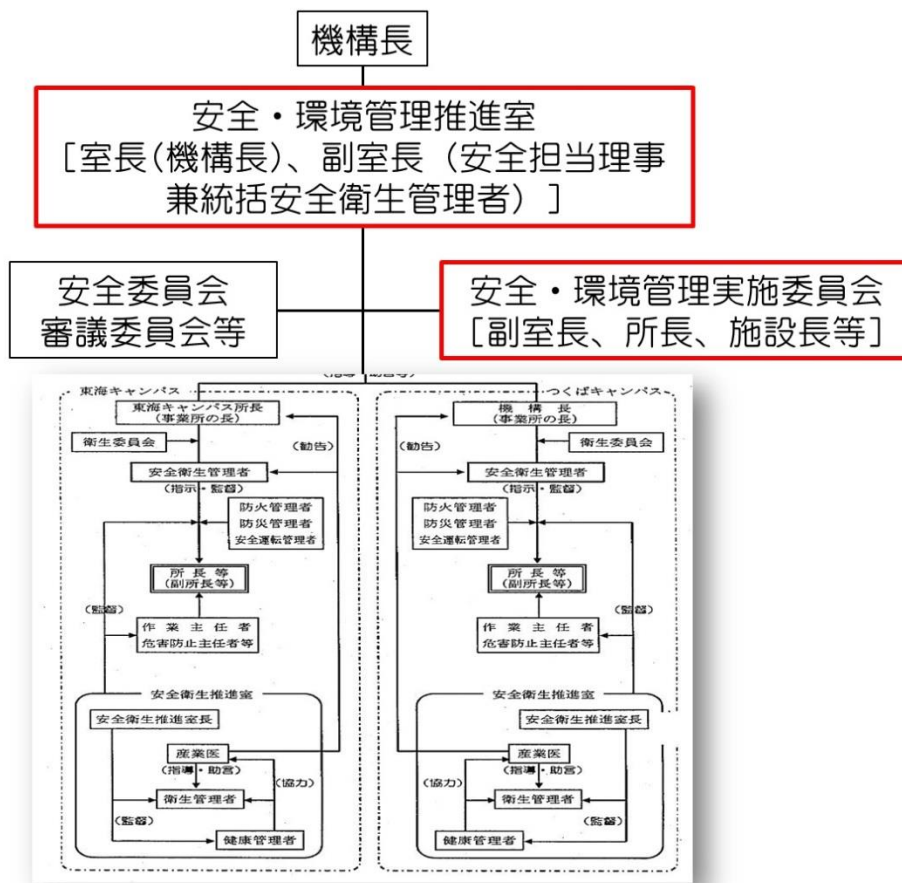 機構長
安全・環境管理推進室
[室長(機構長)、副室長（安全担当理事
兼統括安全衛生管理者）]
安全委員会
審議委員会等
安全・環境管理実施委員会
[副室長、所長、施設長等]
東海キャンパス
東海キャンパス所長
(事業所の長)
衛生委員会
(勧告)
安全衛生管理者
(指示・監督)
防火管理者
防災管理者
安全運転管理者
所長等
(副所長等)
(監督)
作業主任者
危害防止主任者等
安全衛生推進室
安全衛生推進室長
産業医
(指導・助言)
(協力)
衛生管理者
(監督)
健康管理者
つくばキャンパス
機構長
(事業所の長)
衛生委員会
(勧告)
安全衛生管理者
(指示・監督)
防火管理者
防災管理者
安全運転管理者
所長等
(副所長等)
(監督)
作業主任者
危害防止主任者等
安全衛生推進室
安全衛生推進室長
産業医
(指導・助言)
(協力)
衛生管理者
(監督)
健康管理者